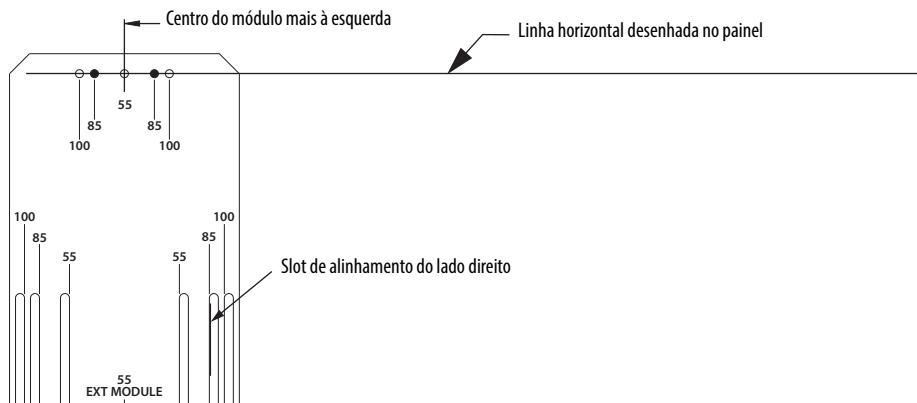 Centro do módulo mais à esquerda
Linha horizontal desenhada no painel
55
85 85
100 100
100 100
85 85
55 55
Slot de alinhamento do lado direito
55
EXT MODULE